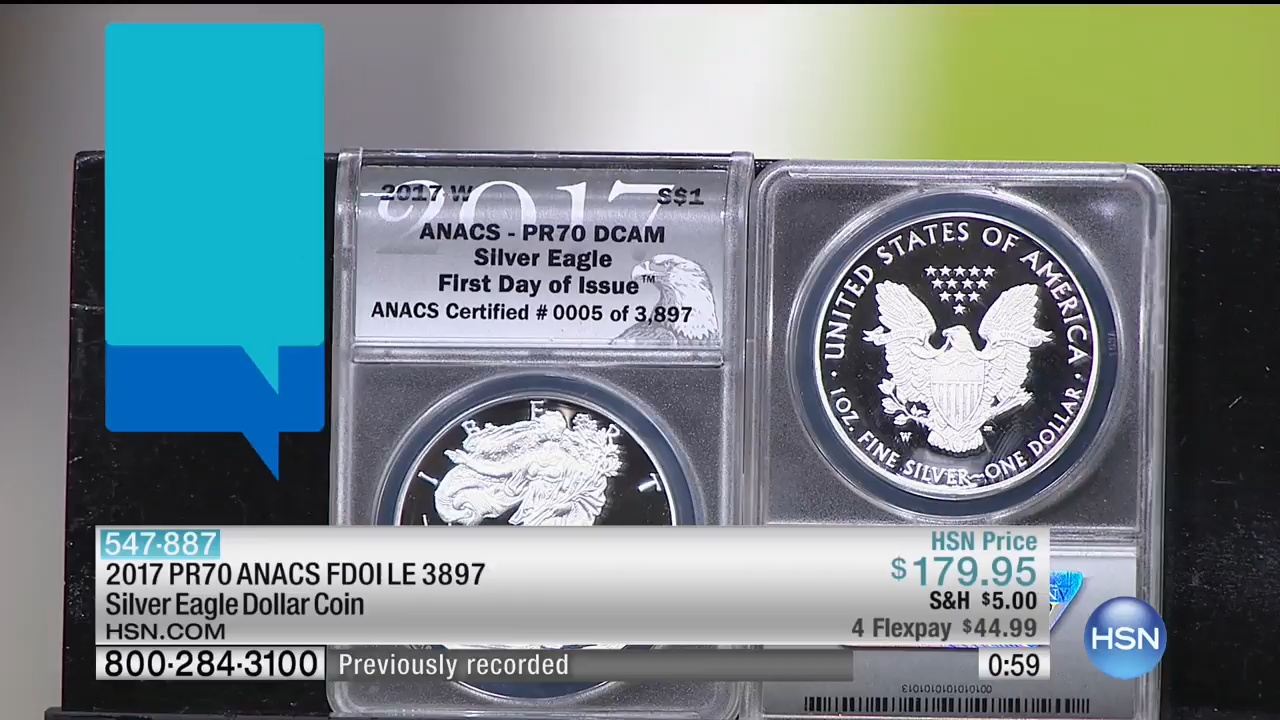 2017 W
S$1
2017
ANACS - PR70 DCAM
Silver Eagle
First Day of Issue™
ANACS Certified # 0005 of 3,897
UNITED STATES OF AMERICA
1 OZ. FINE SILVER~ONE DOLLAR
W
547-887
2017 PR70 ANACS FDOI LE 3897
Silver Eagle Dollar Coin
HSN.COM
HSN Price
$179.95
S&H $5.00
4 Flexpay $44.99
HSN
800-284-3100
Previously recorded
0:59